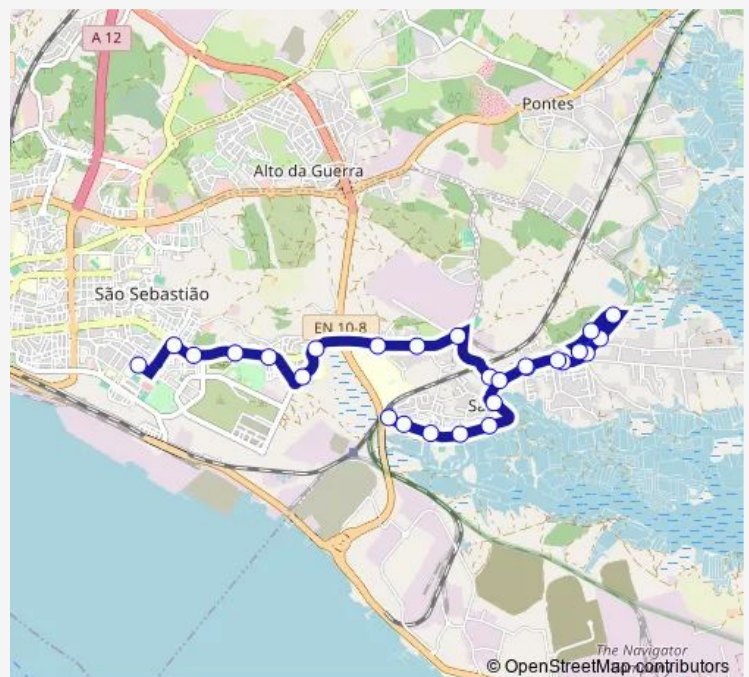 A 12
Pontes
Alto da Guerra
São Sebastião
EN 10-8
The Navigator
© OpenStreetMap contributors